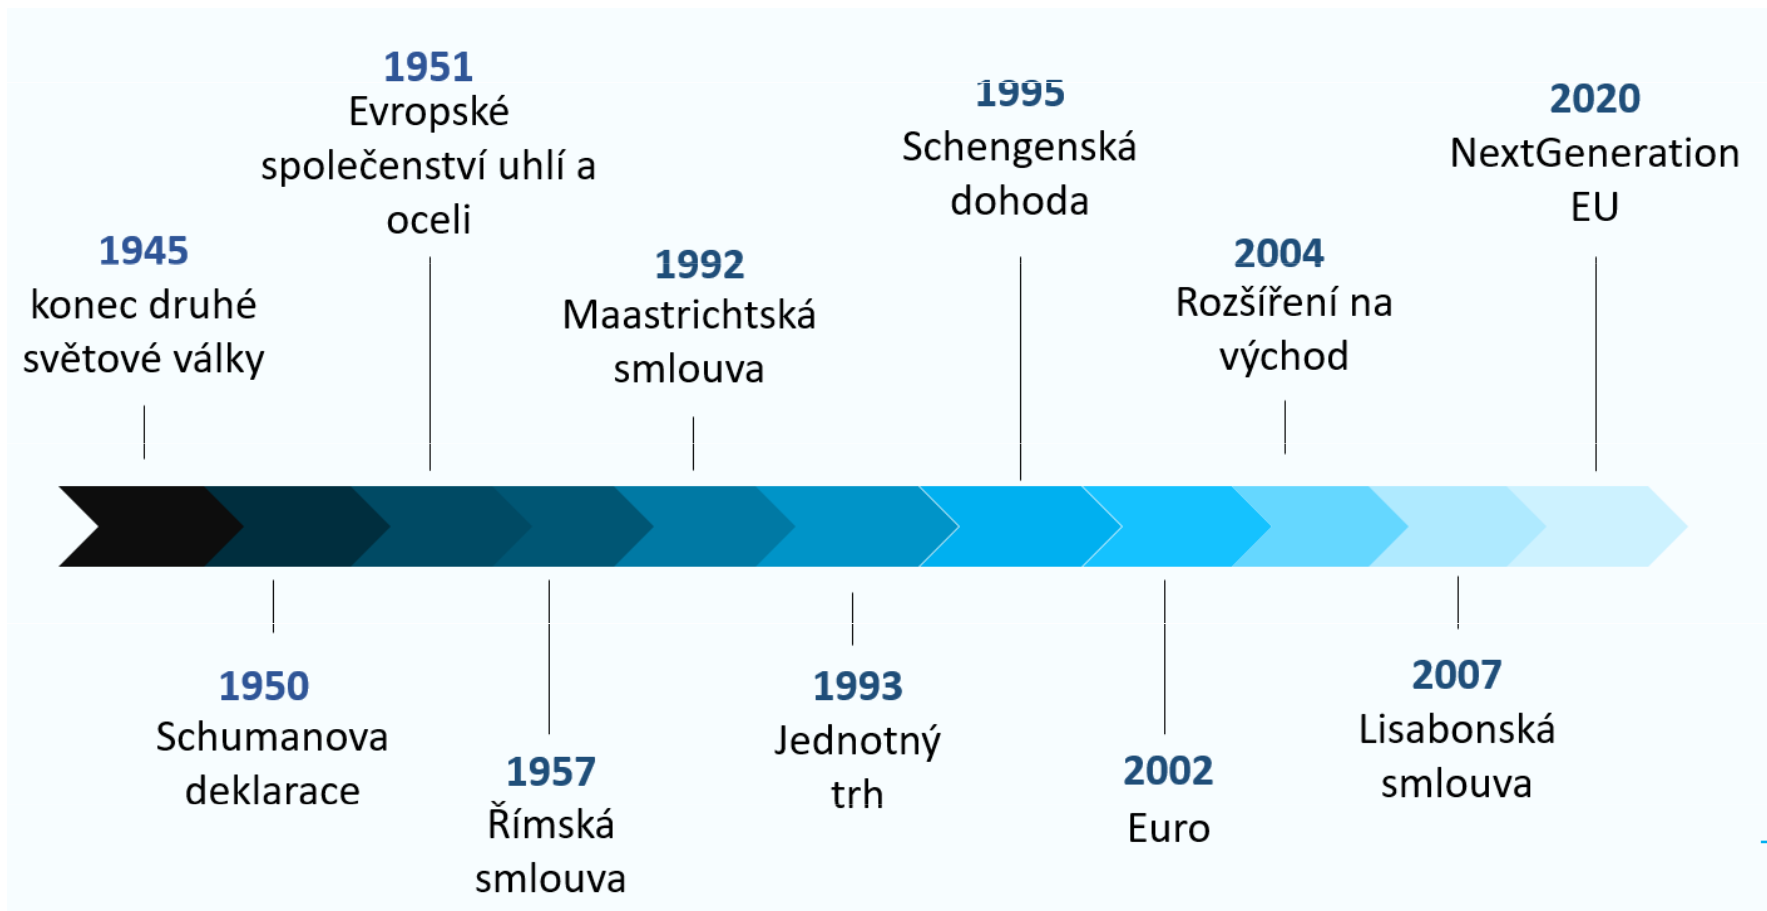 1945
konec druhé
světové války
1950
Schumanova
deklarace
1951
Evropské
společenství uhlí a
oceli
1957
Římská
smlouva
1992
Maastrichtská
smlouva
1993
Jednotný
trh
1995
Schengenská
dohoda
2002
Euro
2004
Rozšíření na
východ
2007
Lisabonská
smlouva
2020
NextGeneration
EU